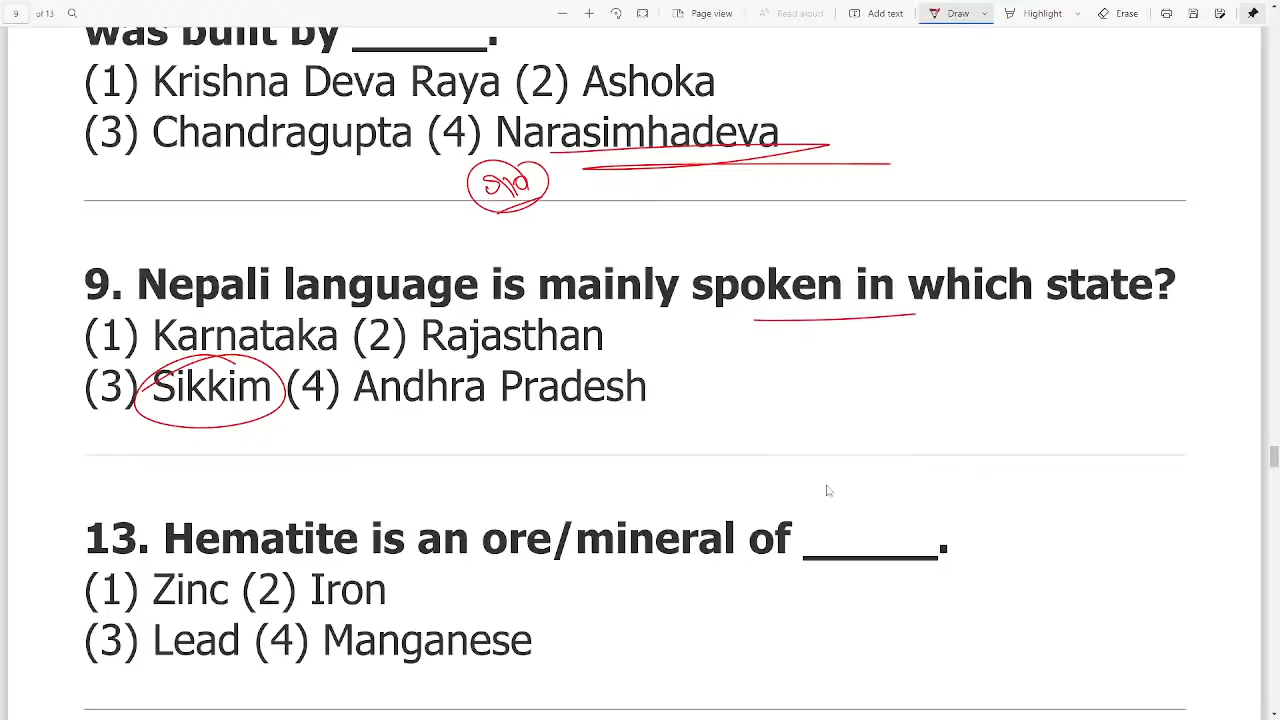 9 of 13 Page view Read aloud Add text Draw Highlight Erase
was built by ______.
(1) Krishna Deva Raya (2) Ashoka
(3) Chandragupta (4) Narasimhadeva
9. Nepali language is mainly spoken in which state?
(1) Karnataka (2) Rajasthan
(3) Sikkim (4) Andhra Pradesh
13. Hematite is an ore/mineral of ______.
(1) Zinc (2) Iron
(3) Lead (4) Manganese